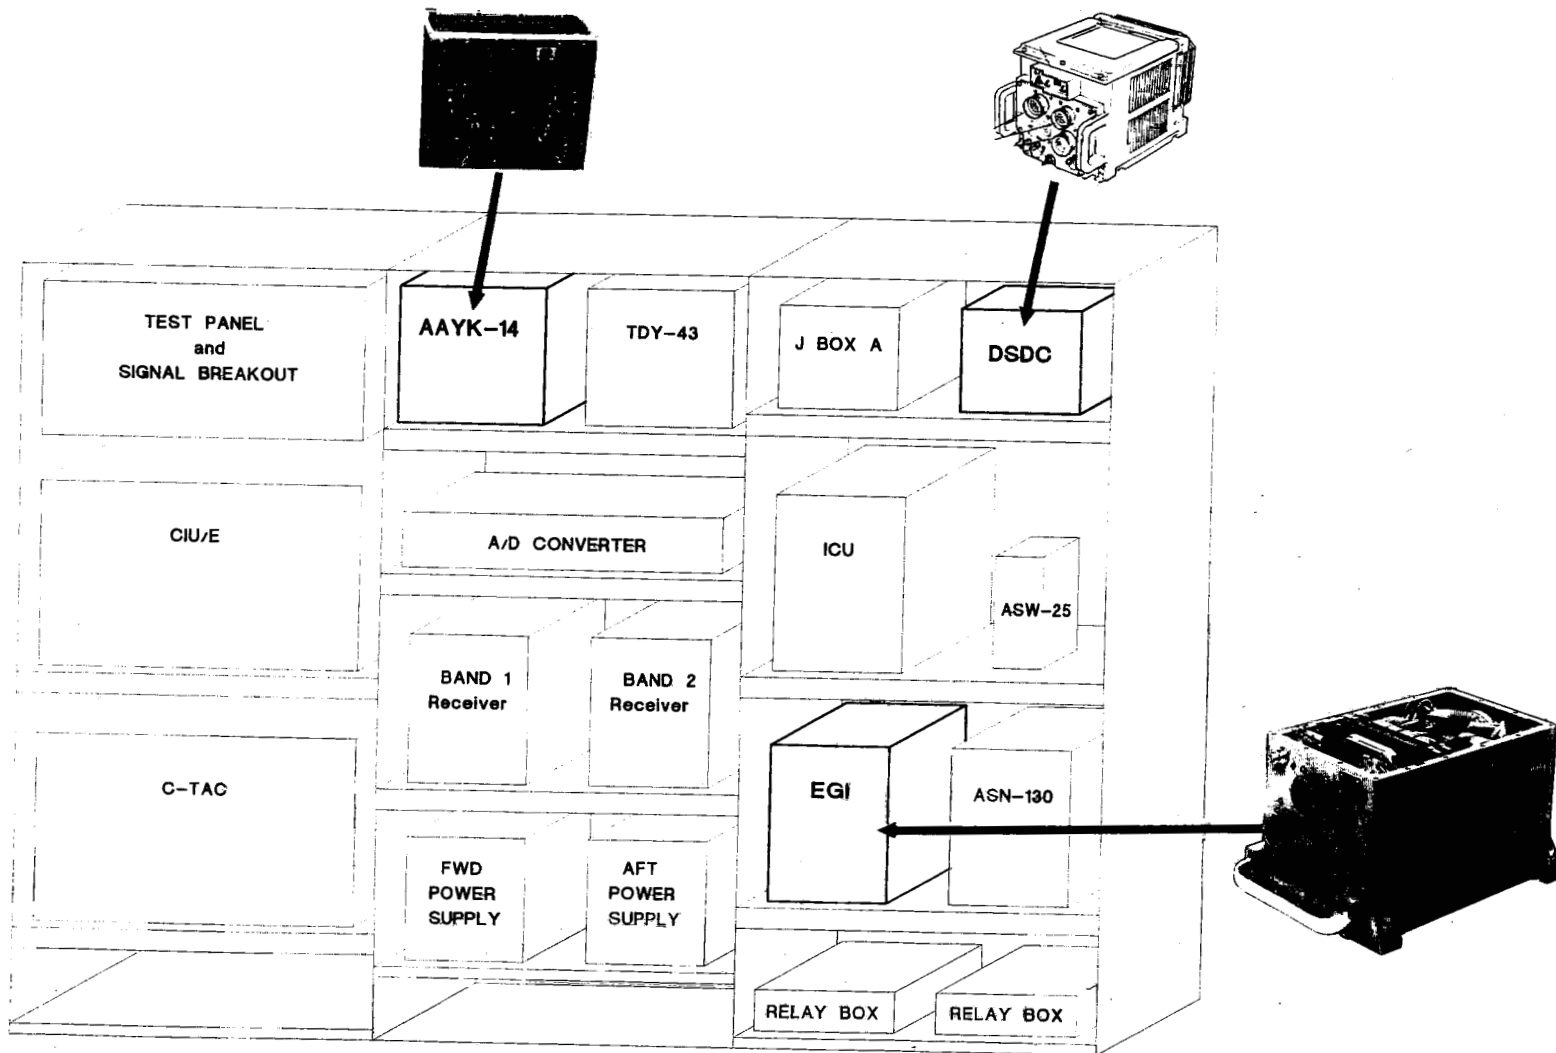 TEST PANEL
and
SIGNAL BREAKOUT
AAYK-14
TDY-43
J BOX A
DSDC
CIU/E
A/D CONVERTER
ICU
ASW-25
BAND 1
Receiver
BAND 2
Receiver
C-TAC
EGI
ASN-130
FWD
POWER
SUPPLY
AFT
POWER
SUPPLY
RELAY BOX
RELAY BOX